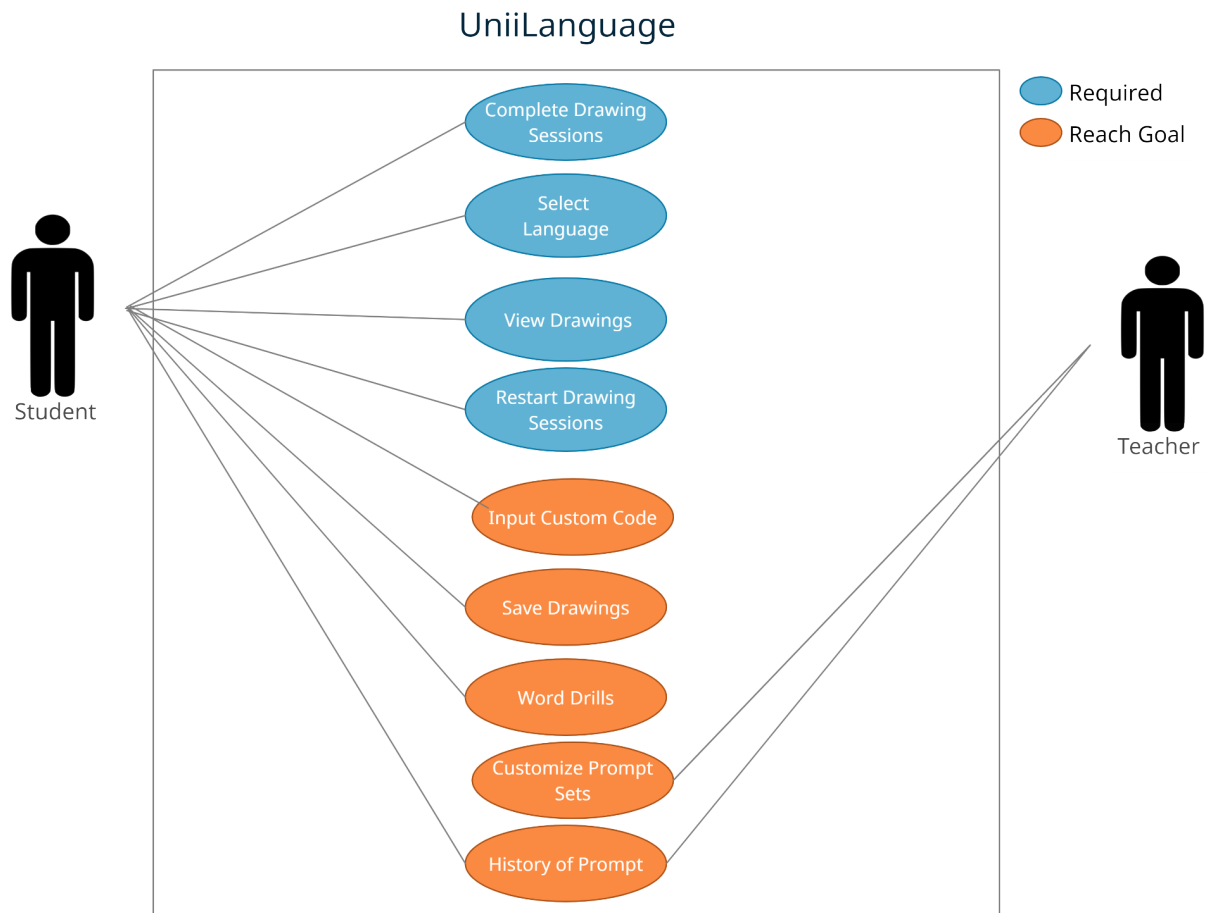 UniiLanguage
Required
Reach Goal
Complete Drawing
Sessions
Select
Language
View Drawings
Restart Drawing
Sessions
Input Custom Code
Save Drawings
Word Drills
Customize Prompt
Sets
History of Prompt
Student
Teacher